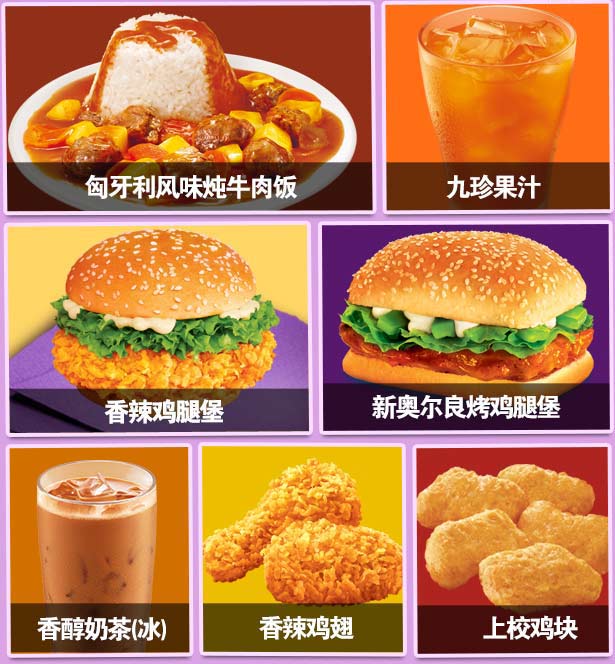 匈牙利风味炖牛肉饭
九珍果汁
香辣鸡腿堡
新奥尔良烤鸡腿堡
香醇奶茶(冰)
香辣鸡翅
上校鸡块